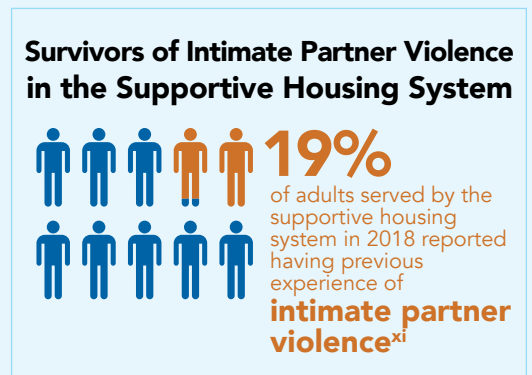 Survivors of Intimate Partner Violence
in the Supportive Housing System
19%
of adults served by the
supportive housing
system in 2018 reported
having previous
experience of
intimate partner
violencexi